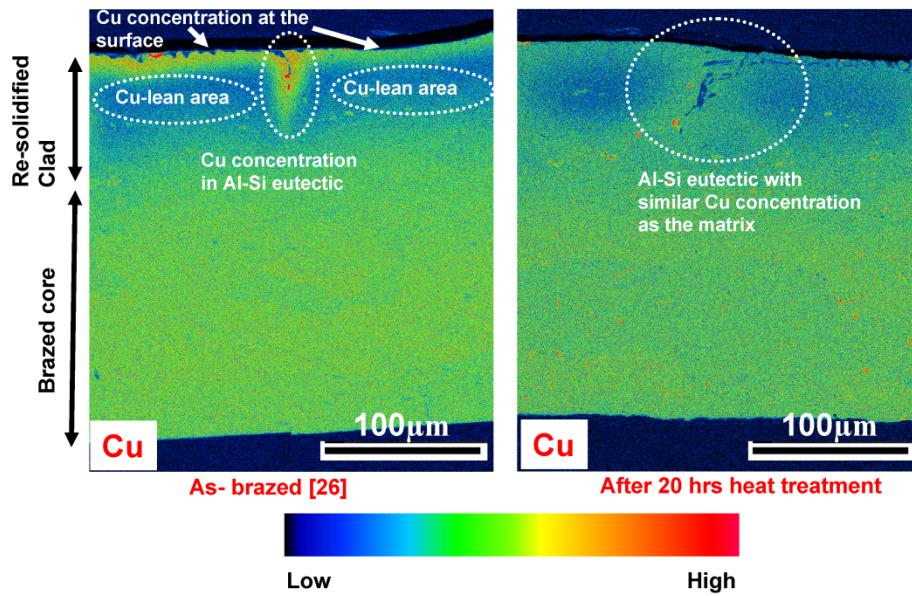 Cu concentration at the
surface
Cu-lean area
Cu-lean area
Cu concentration
in Al-Si eutectic
Re-solidified
Clad
Brazed core
Cu
100µm
As- brazed [26]
Al-Si eutectic with
similar Cu concentration
as the matrix
Cu
100µm
After 20 hrs heat treatment
Low
High